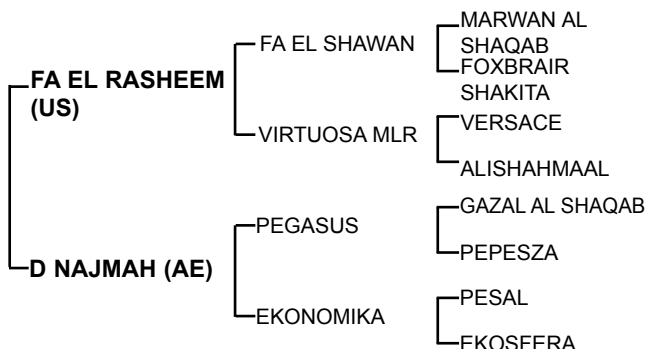 MARWAN AL
SHAQAB
FA EL SHAWAN
FOXBRAIR
SHAKITA
FA EL RASHEEM
(US)
VERSACE
VIRTUOSA MLR
ALISHAHMAAL
GAZAL AL SHAQAB
PEGASUS
PEPESZA
D NAJMAH (AE)
PESAL
EKONOMIKA
EKOSFERA